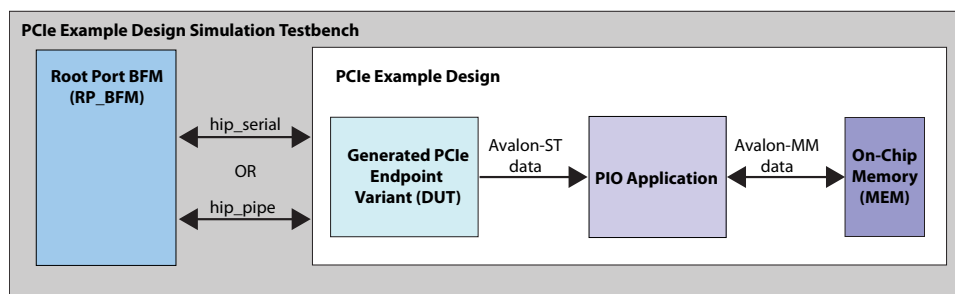 PCIe Example Design Simulation Testbench
Root Port BFM
(RP_BFM)
hip_serial
OR
hip_pipe
PCIe Example Design
Generated PCIe
Endpoint
Variant (DUT)
Avalon-ST
data
PIO Application
Avalon-MM
data
On-Chip
Memory
(MEM)